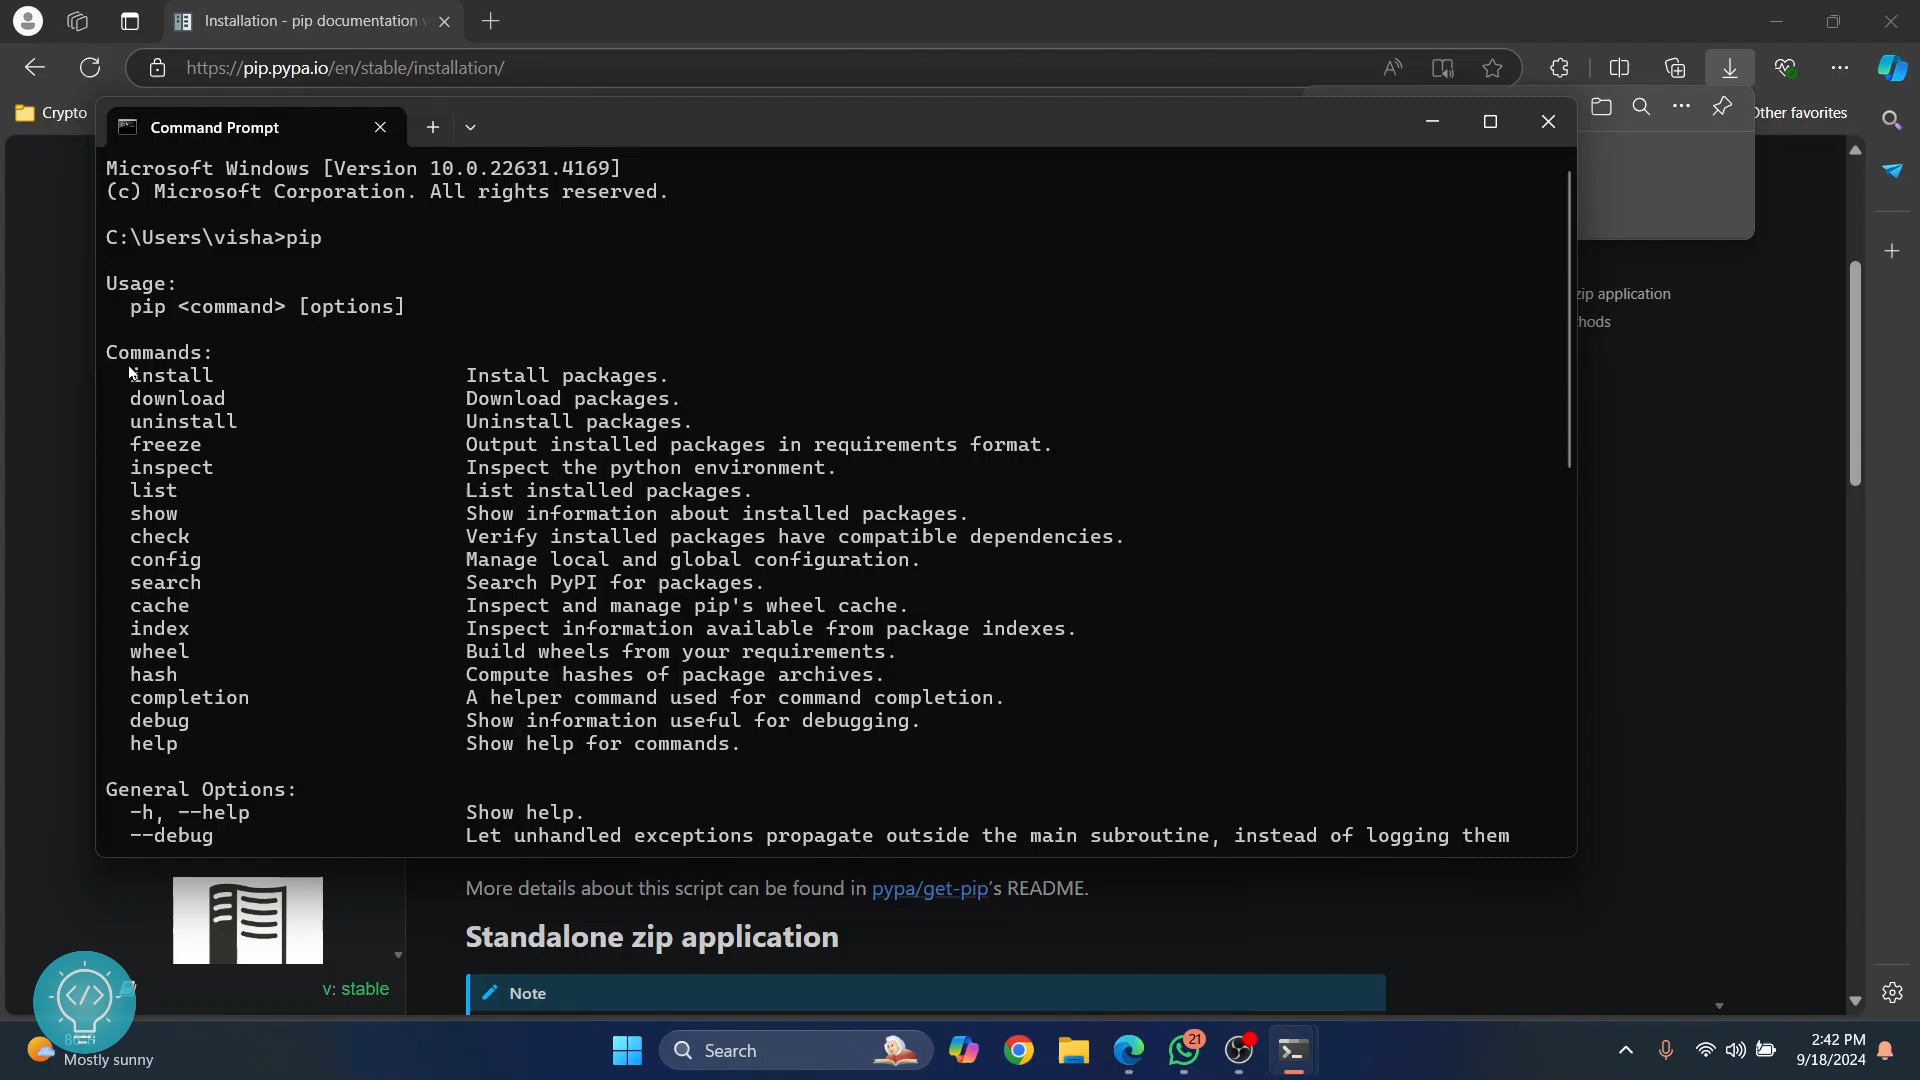 Installation - pip documentation v
https://pip.pypa.io/en/stable/installation/
Crypto
Other favorites
Command Prompt
Microsoft Windows [Version 10.0.22631.4169]
(c) Microsoft Corporation. All rights reserved.
C:\Users\visha>pip
Usage:
pip <command> [options]
Commands:
install Install packages.
download Download packages.
uninstall Uninstall packages.
freeze Output installed packages in requirements format.
inspect Inspect the python environment.
list List installed packages.
show Show information about installed packages.
check Verify installed packages have compatible dependencies.
config Manage local and global configuration.
search Search PyPI for packages.
cache Inspect and manage pip's wheel cache.
index Inspect information available from package indexes.
wheel Build wheels from your requirements.
hash Compute hashes of package archives.
completion A helper command used for command completion.
debug Show information useful for debugging.
help Show help for commands.
General Options:
-h, --help Show help.
--debug Let unhandled exceptions propagate outside the main subroutine, instead of logging them
zip application
thods
More details about this script can be found in pypa/get-pip's README.
Standalone zip application
Note
v: stable
Mostly sunny
Search
21
2:42 PM
9/18/2024